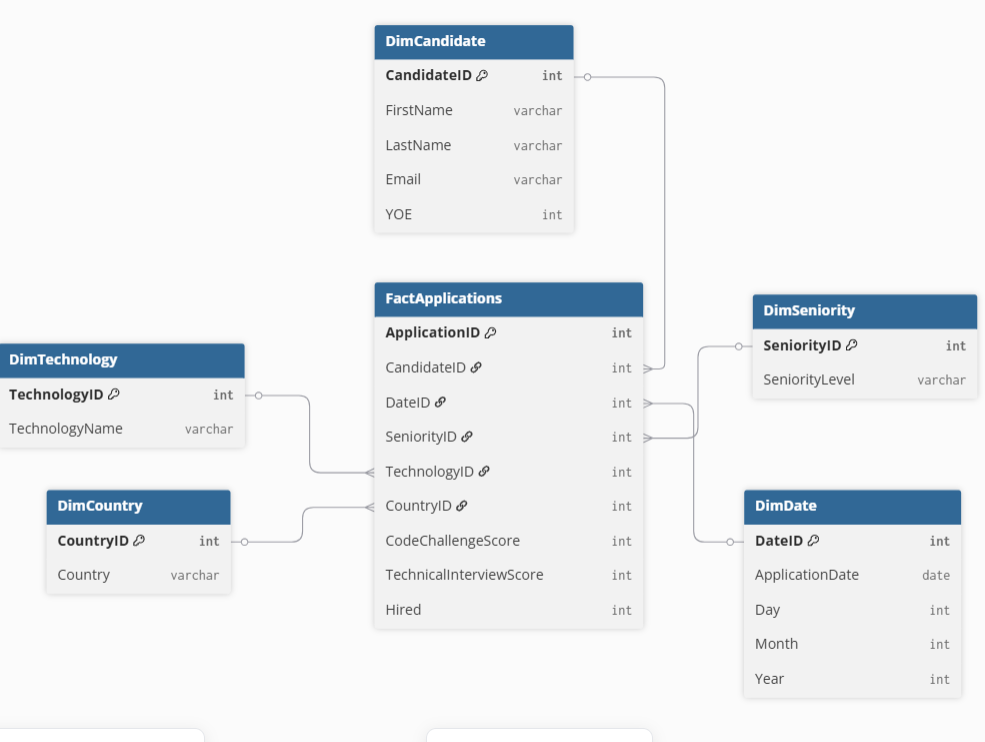 DimCandidate
CandidateID int
FirstName varchar
LastName varchar
Email varchar
YOE int
FactApplications
ApplicationID int
CandidateID int
DateID int
SeniorityID int
TechnologyID int
CountryID int
CodeChallengeScore int
TechnicalInterviewScore int
Hired int
DimSeniority
SeniorityID int
SeniorityLevel varchar
DimTechnology
TechnologyID int
TechnologyName varchar
DimCountry
CountryID int
Country varchar
DimDate
DateID int
ApplicationDate date
Day int
Month int
Year int